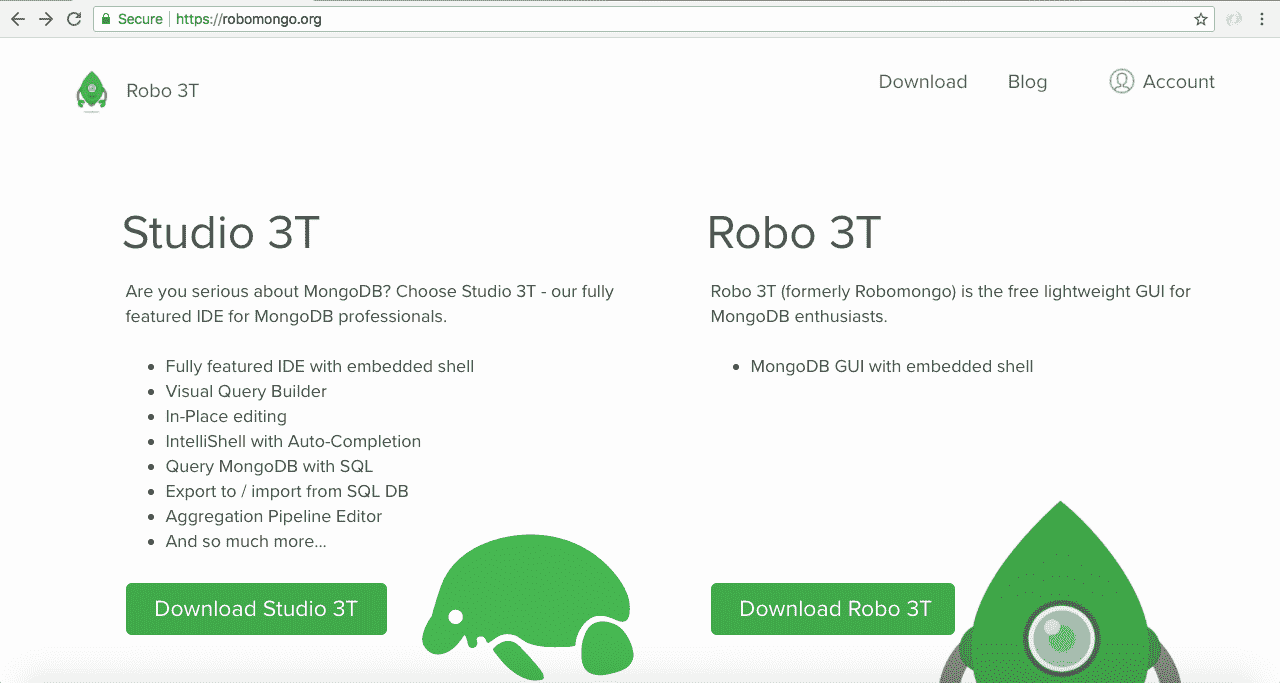 Secure https://robomongo.org
Robo 3T
Download Blog Account
Studio 3T
Are you serious about MongoDB? Choose Studio 3T - our fully
featured IDE for MongoDB professionals.
• Fully featured IDE with embedded shell
• Visual Query Builder
• In-Place editing
• IntelliShell with Auto-Completion
• Query MongoDB with SQL
• Export to / import from SQL DB
• Aggregation Pipeline Editor
• And so much more...
Download Studio 3T
Robo 3T
Robo 3T (formerly Robomongo) is the free lightweight GUI for
MongoDB enthusiasts.
• MongoDB GUI with embedded shell
Download Robo 3T